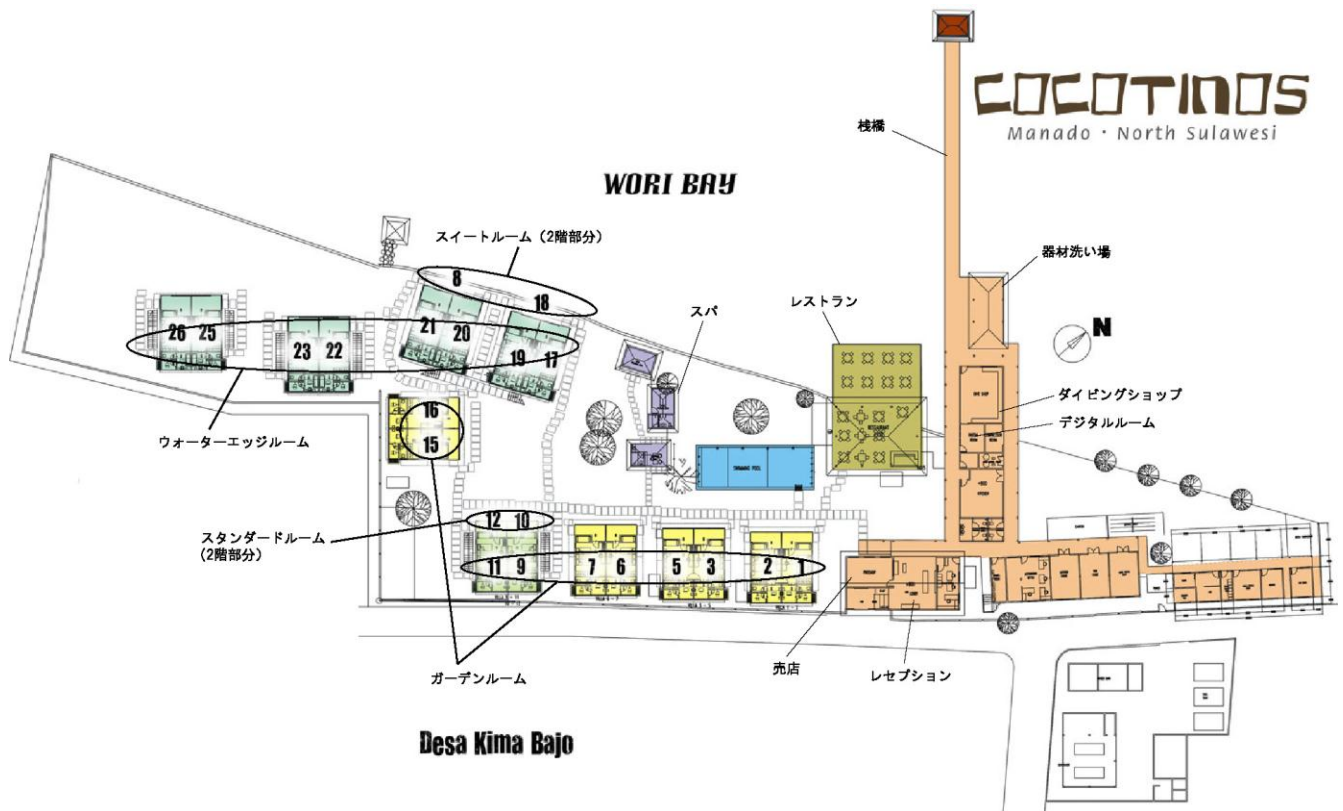 COCOTINOS
Manado · North Sulawesi
桟橋
WORI BAY
スイートルーム(2階部分)
器材洗い場
8
18
スパ
レストラン
N
26 25
23 22
21 20
19 17
ダイビングショップ
デジタルルーム
ウォーターエッジルーム
16
15
SWIMMING POOL
スタンダードルーム
(2階部分)
12 10
11 9
7 6
5 3
2 1
ガーデンルーム
売店
レセプション
Desa Kima Bajo